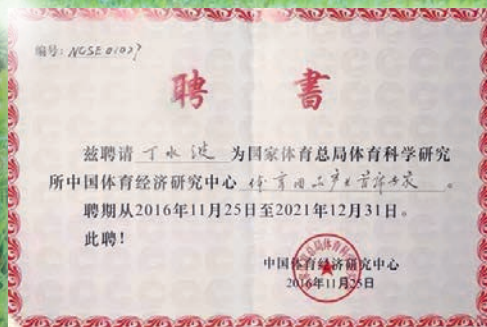 编号: NCSE01027
聘 書
兹聘请 丁水波 为国家体育总局体育科学研究
所中国体育经济研究中心 体育用品产业首席专家 。
聘期从2016年11月25日至2021年12月31日。
此聘!
中国体育经济研究中心
2016年11月25日